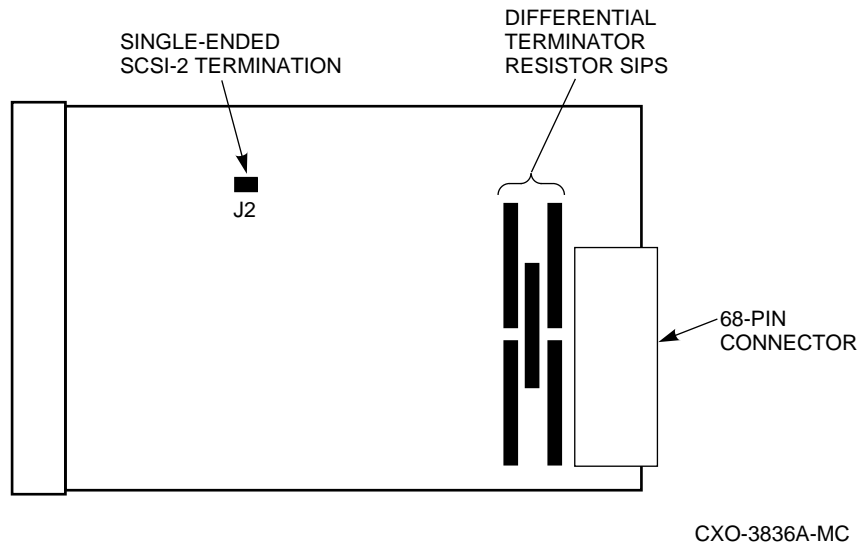 SINGLE-ENDED
SCSI-2 TERMINATION
DIFFERENTIAL
TERMINATOR
RESISTOR SIPS
J2
68-PIN
CONNECTOR
CXO-3836A-MC